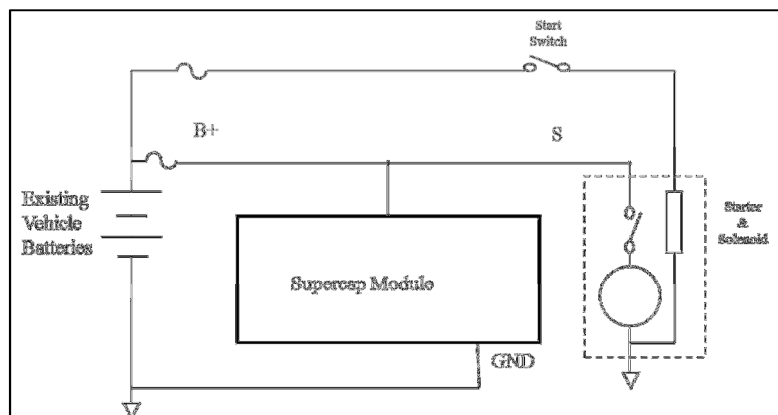 Start
Switch
B+
S
Existing
Vehicle
Batteries
Supercap Module
Starter
&
Solenoid
GND